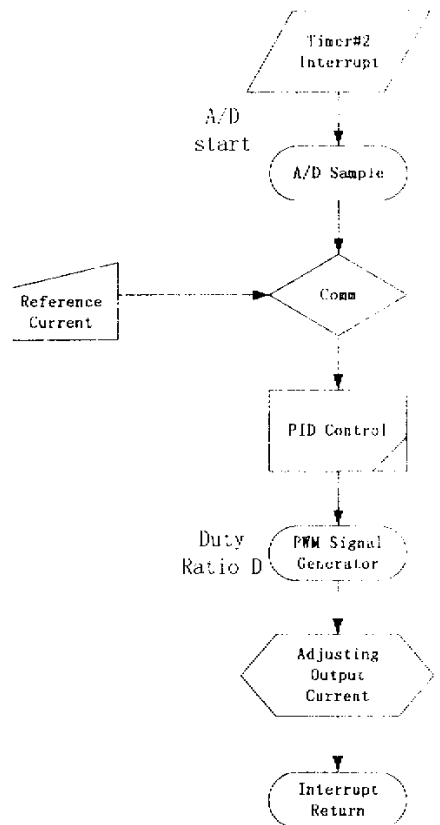 Timer#2
Interrupt
A/D
start
A/D Sample
Reference
Current
Comm
PID Control
Duty
Ratio D
PWM Signal
Generator
Adjusting
Output
Current
Interrupt
Return